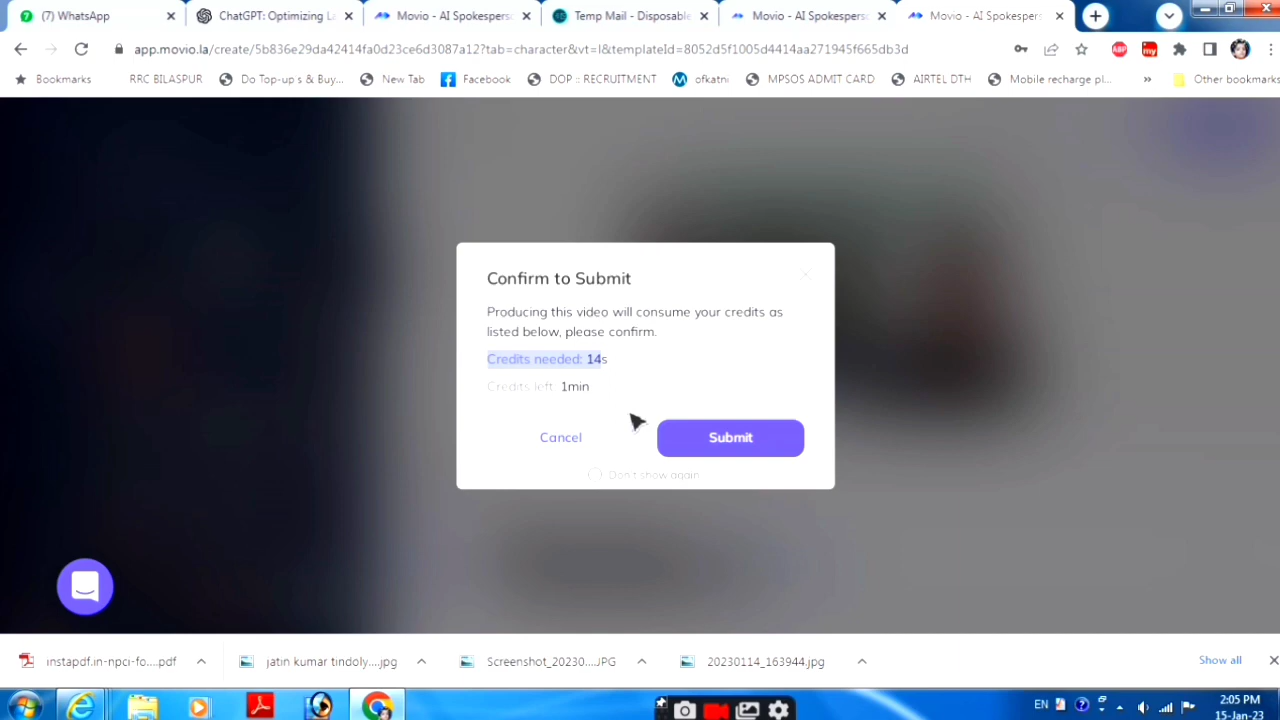 (7) WhatsApp
ChatGPT: Optimizing La
Movio - AI Spokespers
Temp Mail - Disposable
Movio - AI Spokespers
Movio - AI Spokespers
app.movio.la/create/5b836e29da42414fa0d23ce6d3087a12?tab=character&vt=l&templateId=8052d5f1005d4414aa271945f665db3d
Bookmarks
RRC BILASPUR
Do Top-up s & Buy...
New Tab
Facebook
DOP :: RECRUITMENT
ofkatni
MPSOS ADMIT CARD
AIRTEL DTH
Mobile recharge pl...
»
Other bookmarks
Confirm to Submit
Producing this video will consume your credits as
listed below, please confirm.
Credits needed: 14s
Credits left: 1min
Cancel
Submit
Don't show again
instapdf.in-npci-fo....pdf
jatin kumar tindoly....jpg
Screenshot_20230....JPG
20230114_163944.jpg
Show all
EN
2:05 PM
15-Jan-23